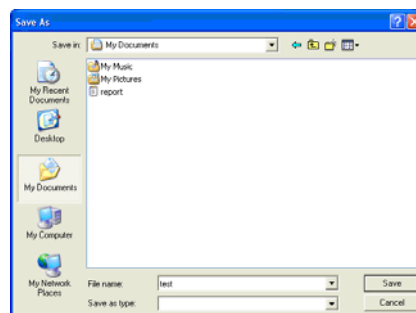 Save As
Save in: My Documents
My Recent
Documents
Desktop
My Documents
My Computer
My Network
Places
My Music
My Pictures
report
File name: test Save
Save as type: Cancel